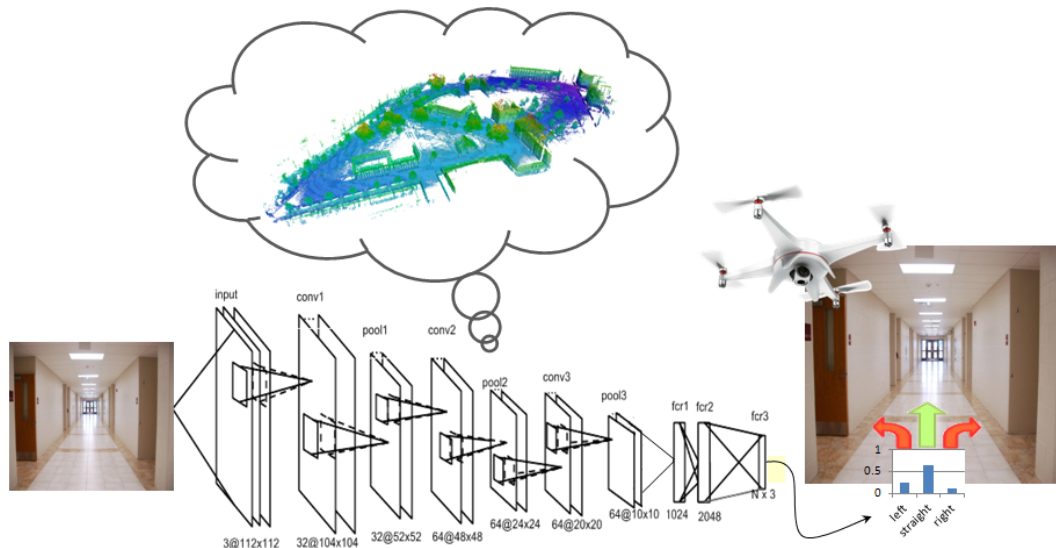 input
conv1
pool1
conv2
pool2
conv3
pool3
fcr1
fcr2
fcr3
3@112x112
32@104x104
32@52x52
64@48x48
64@24x24
64@20x20
64@10x10
1024
2048
N x 3
1
0.5
0
left
straight
right